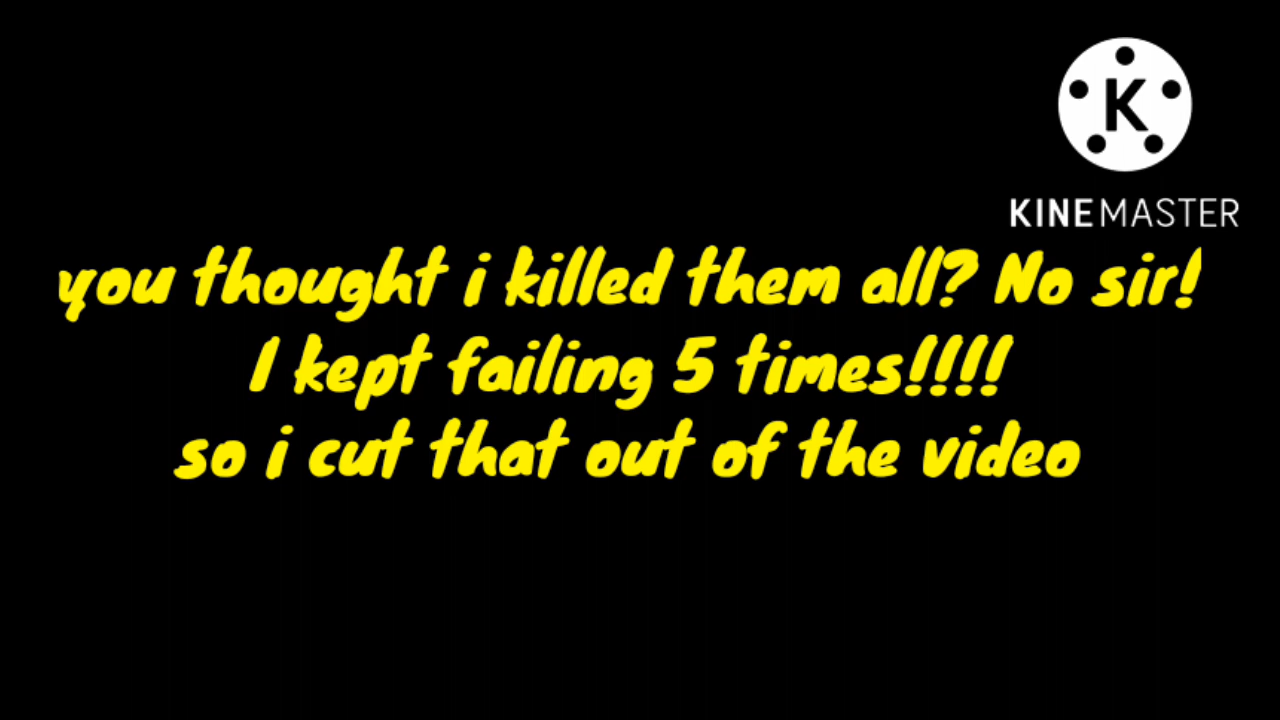 K
KINEMASTER
you thought i killed them all? No sir!
I kept failing 5 times!!!!
so i cut that out of the video